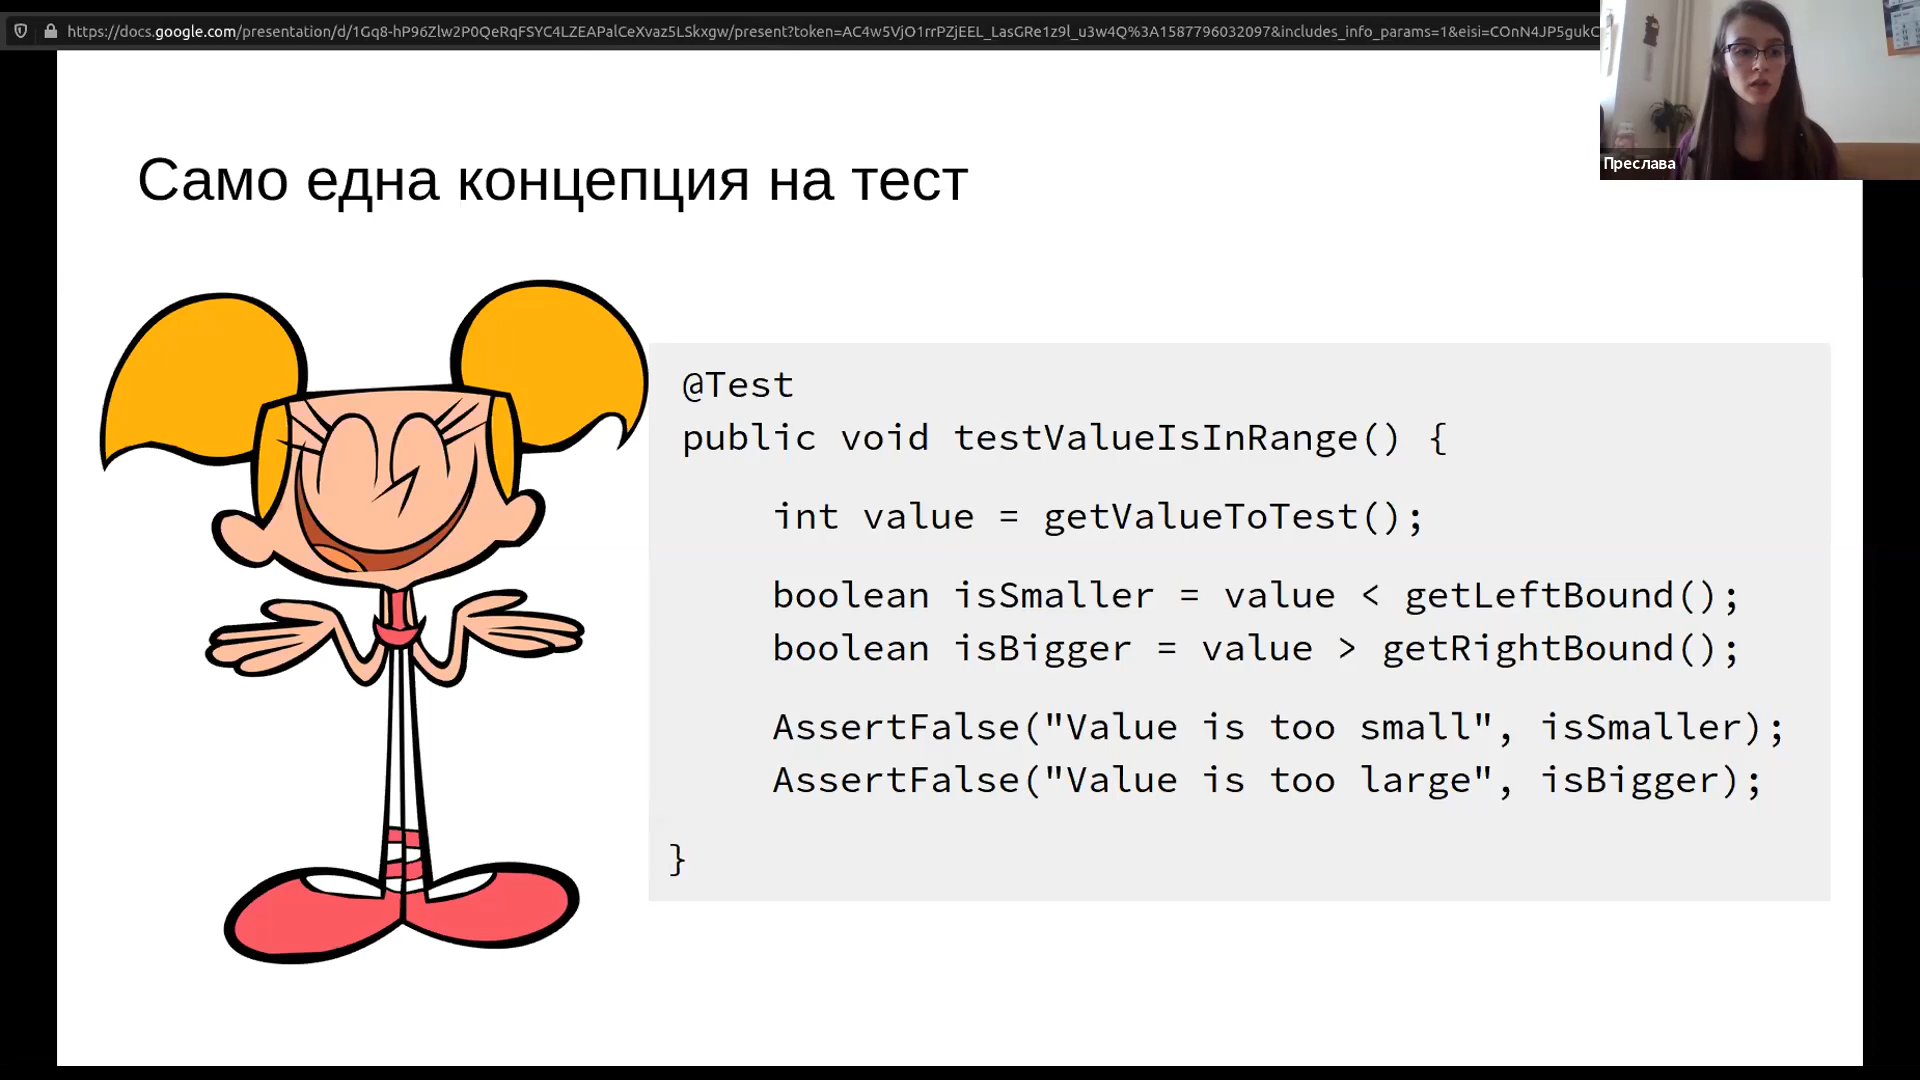 https://docs.google.com/presentation/d/1Gq8-hP96Zlw2P0QeRqFSYC4LZEAPalCeXvaz5LSkxgw/present?token=AC4w5VjO1rrPZjEEL_LasGRe1z9l_u3w4Q%3A1587796032097&includes_info_params=1&eisi=COnN4JP5gukC
Преслава
Само една концепция на тест
@Test
public void testValueIsInRange() {
int value = getValueToTest();
boolean isSmaller = value < getLeftBound();
boolean isBigger = value > getRightBound();
AssertFalse("Value is too small", isSmaller);
AssertFalse("Value is too large", isBigger);
}